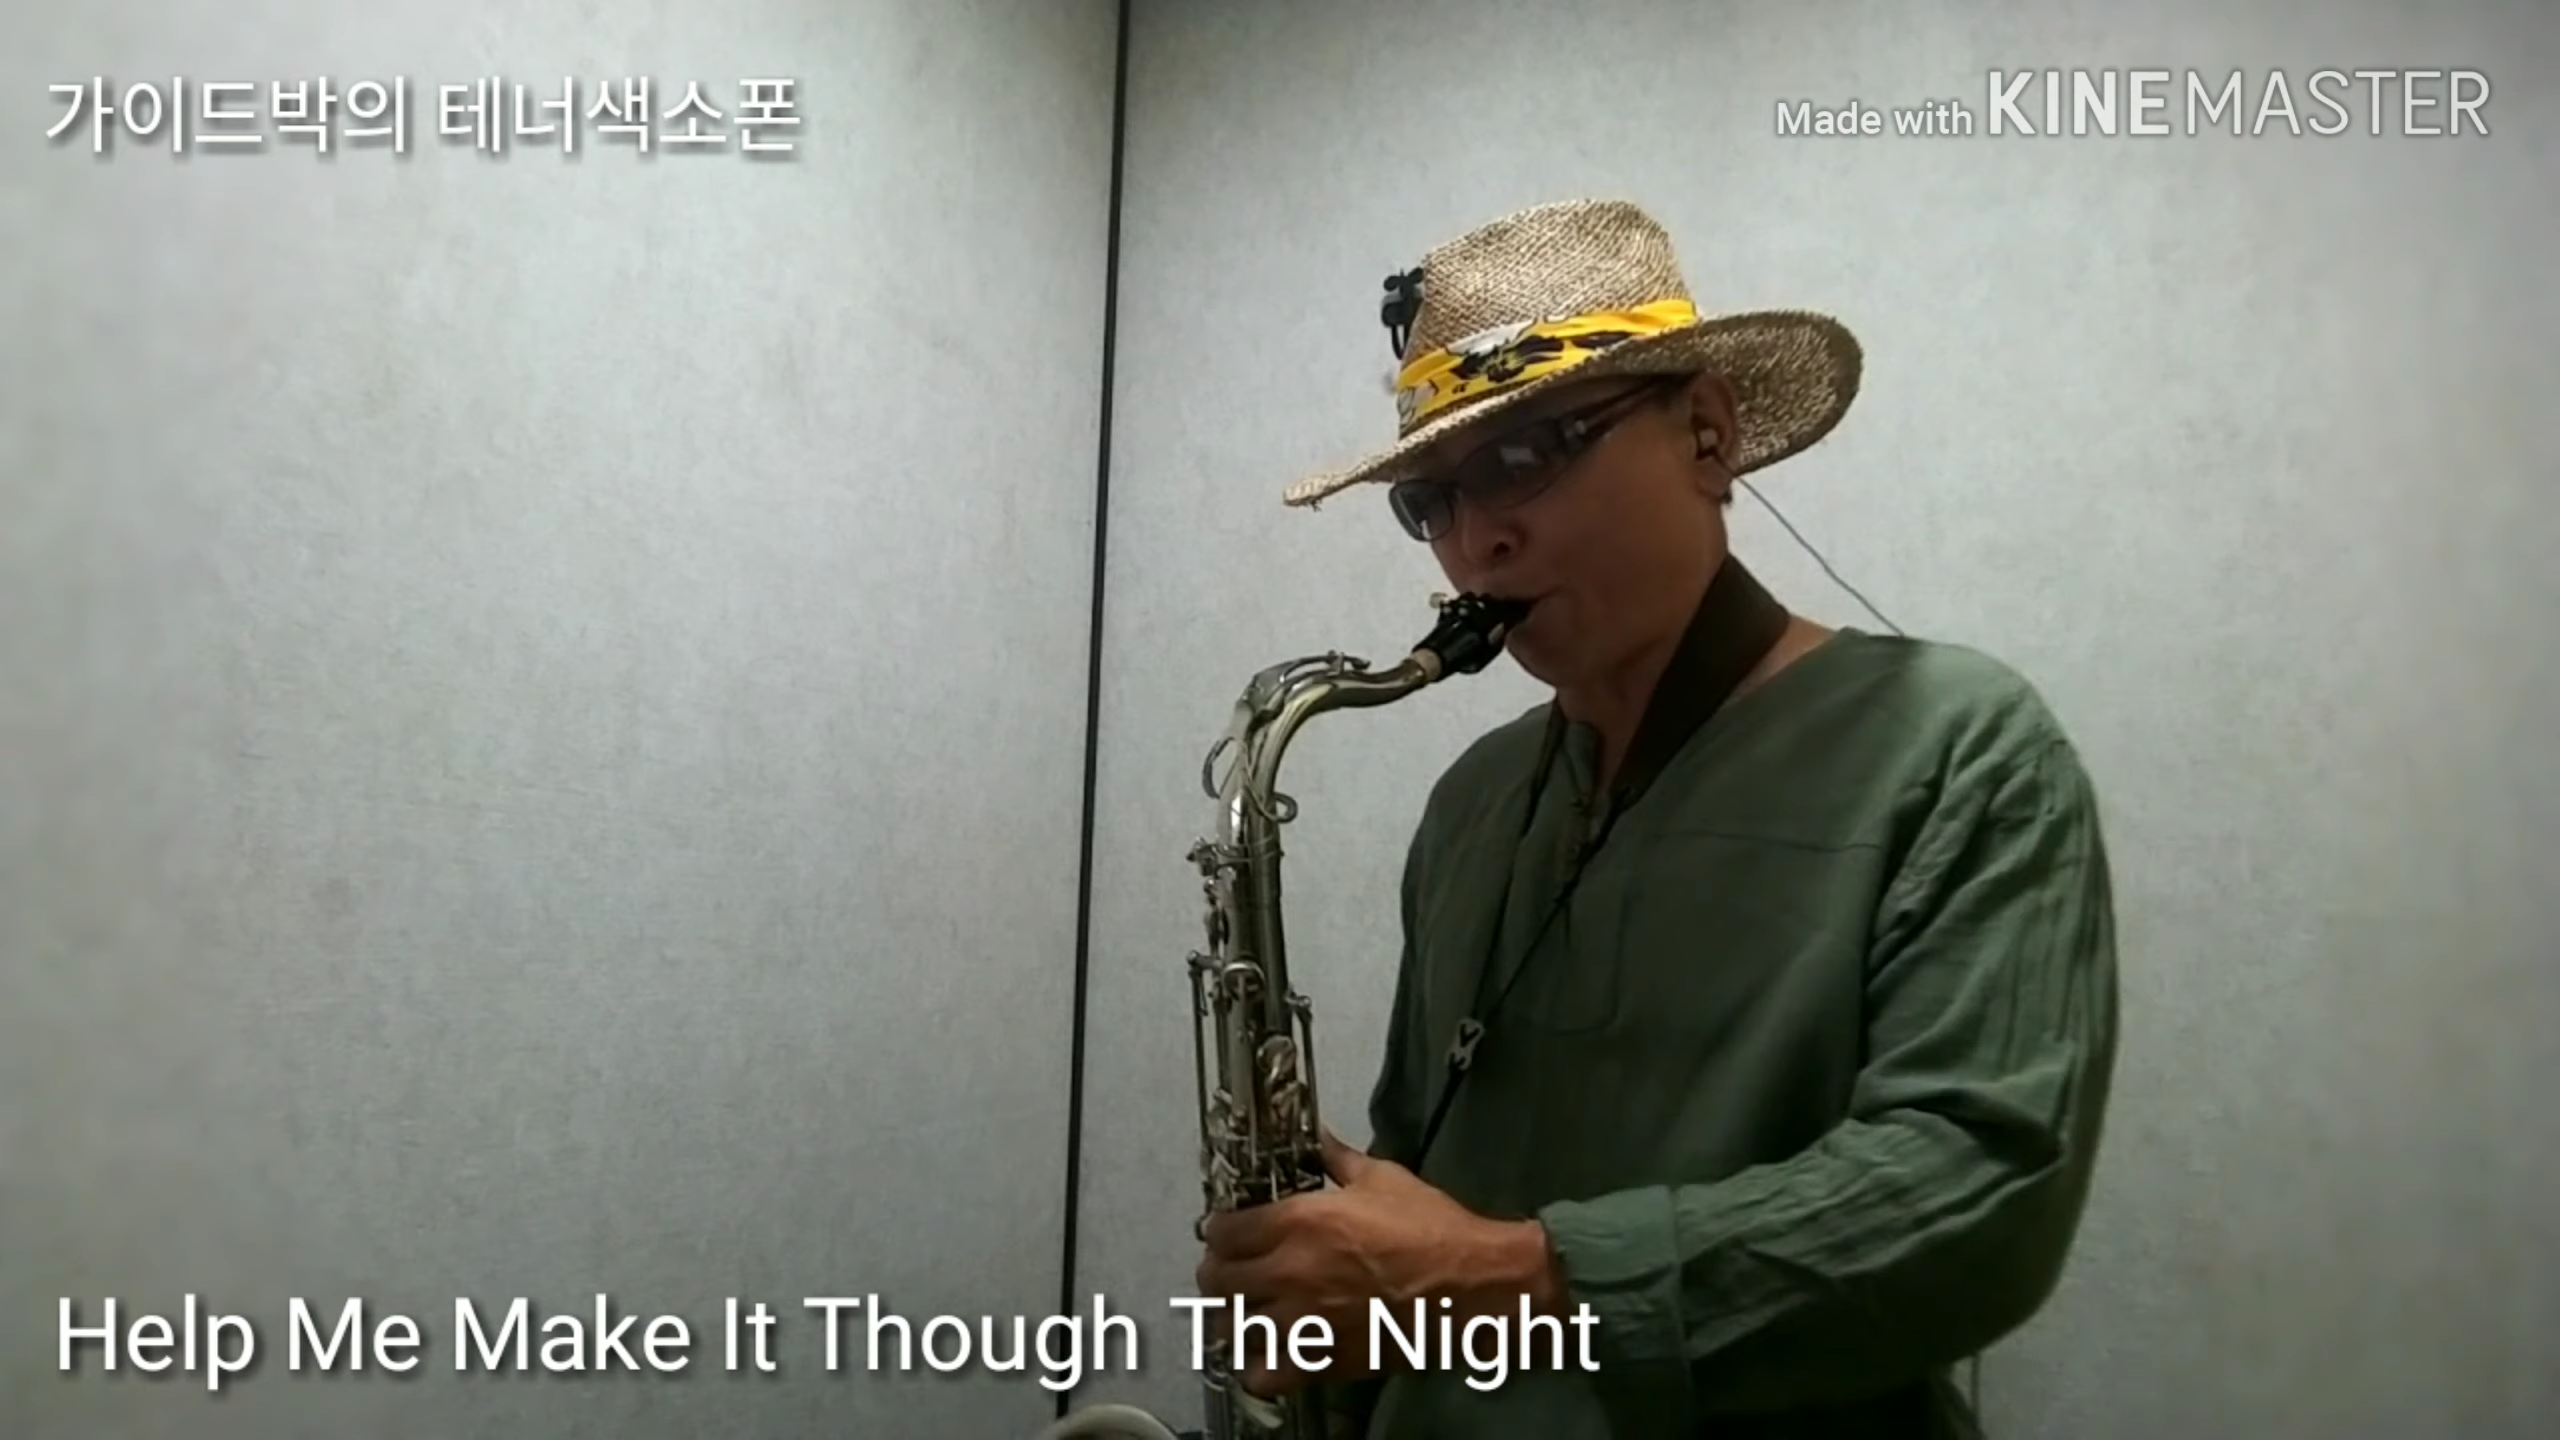 가이드박의 테너색소폰
Made with KINEMASTER
Help Me Make It Though The Night